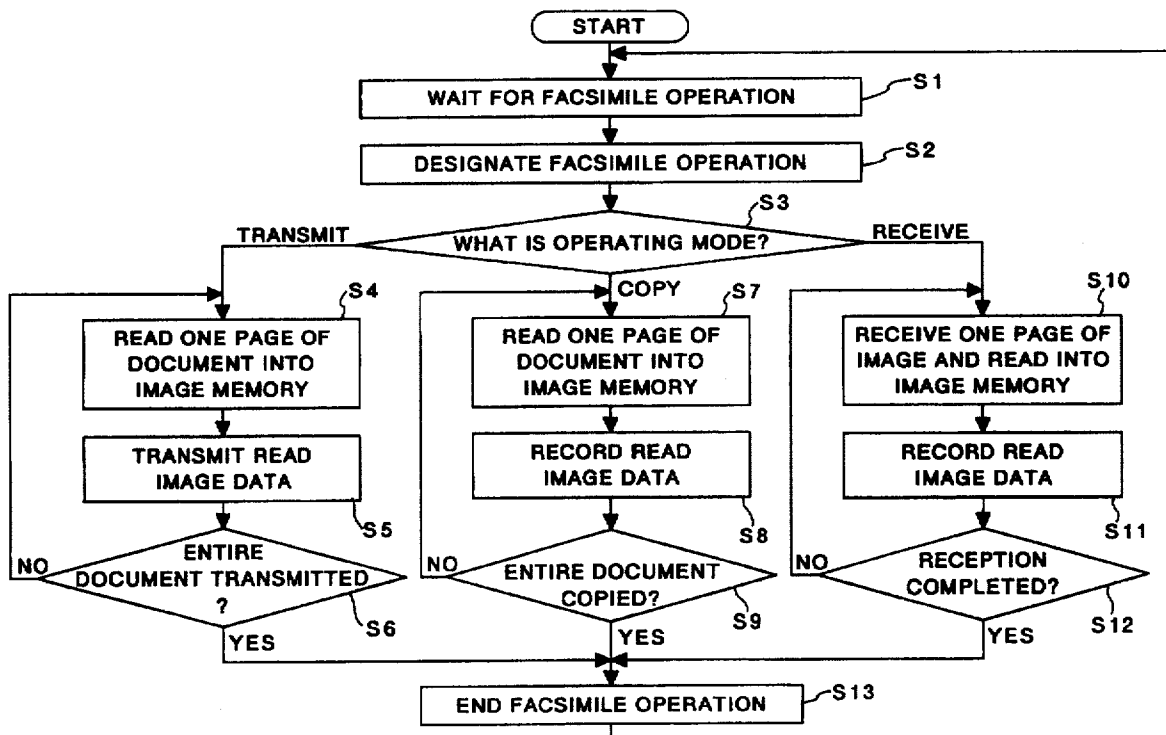 START
WAIT FOR FACSIMILE OPERATION
S1
DESIGNATE FACSIMILE OPERATION
S2
WHAT IS OPERATING MODE?
S3
TRANSMIT
COPY
RECEIVE
READ ONE PAGE OF
DOCUMENT INTO
IMAGE MEMORY
S4
TRANSMIT READ
IMAGE DATA
S5
ENTIRE
DOCUMENT TRANSMITTED
?
S6
NO
YES
READ ONE PAGE OF
DOCUMENT INTO
IMAGE MEMORY
S7
RECORD READ
IMAGE DATA
S8
ENTIRE DOCUMENT
COPIED?
S9
NO
YES
RECEIVE ONE PAGE OF
IMAGE AND READ INTO
IMAGE MEMORY
S10
RECORD READ
IMAGE DATA
S11
RECEPTION
COMPLETED?
S12
NO
YES
END FACSIMILE OPERATION
S13